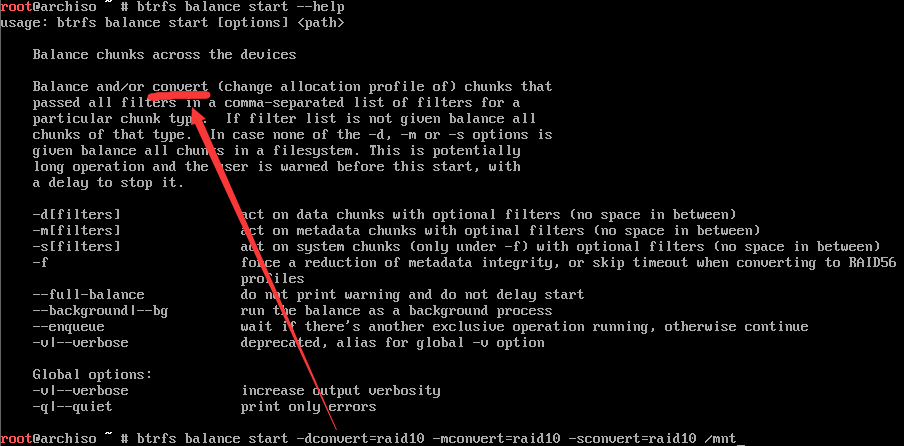 root@archiso ~ # btrfs balance start --help
usage: btrfs balance start [options] <path>
Balance chunks across the devices
Balance and/or convert (change allocation profile of) chunks that
passed all filters in a comma-separated list of filters for a
particular chunk type. If filter list is not given balance all
chunks of that type. In case none of the -d, -m or -s options is
given balance all chunks in a filesystem. This is potentially
long operation and the user is warned before this start, with
a delay to stop it.
-d[filters] act on data chunks with optional filters (no space in between)
-m[filters] act on metadata chunks with optinal filters (no space in between)
-s[filters] act on system chunks (only under -f) with optional filters (no space in between)
-f force a reduction of metadata integrity, or skip timeout when converting to RAID56
profiles
--full-balance do not print warning and do not delay start
--background|--bg run the balance as a background process
--enqueue wait if there's another exclusive operation running, otherwise continue
-v|--verbose deprecated, alias for global -v option
Global options:
-v|--verbose increase output verbosity
-q|--quiet print only errors
root@archiso ~ # btrfs balance start -dconvert=raid10 -mconvert=raid10 -sconvert=raid10 /mnt_